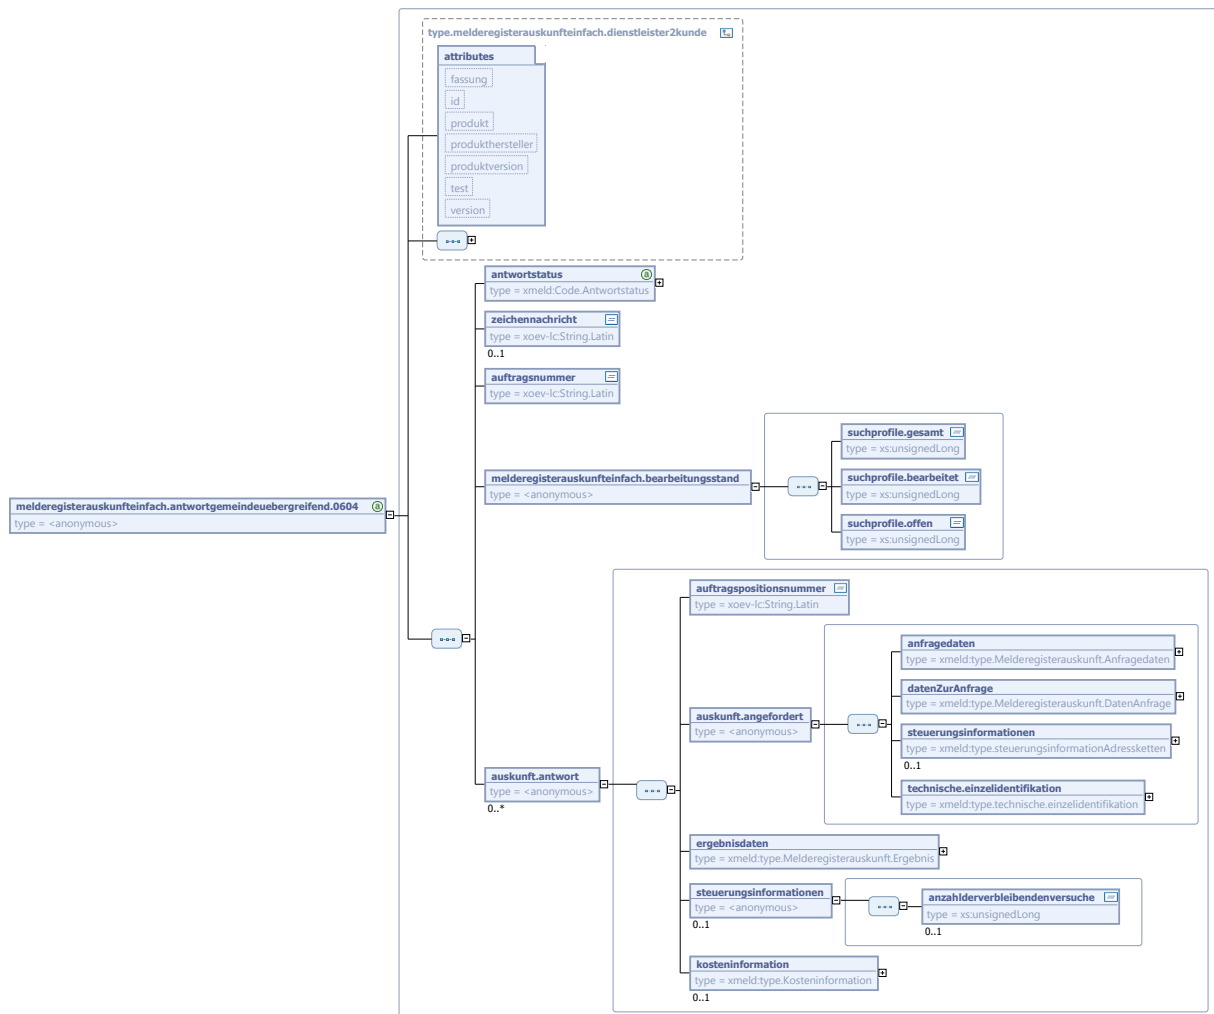 type.melderegisterauskunfteinfach.dienstleister2kunde
attributes
fassung
id
produkt
produkthersteller
produktversion
test
version
antwortstatus
type = xmeld:Code.Antwortstatus
zeichennachricht
type = xoev-lc:String.Latin
0..1
auftragsnummer
type = xoev-lc:String.Latin
melderegisterauskunfteinfach.bearbeitungsstand
type = <anonymous>
suchprofile.gesamt
type = xs:unsignedLong
suchprofile.bearbeitet
type = xs:unsignedLong
suchprofile.offen
type = xs:unsignedLong
melderegisterauskunfteinfach.antwortgemeindeuebergreifend.0604
type = <anonymous>
auskunft.antwort
type = <anonymous>
0..*
auftragspositionsnummer
type = xoev-lc:String.Latin
auskunft.angefordert
type = <anonymous>
anfragedaten
type = xmeld:type.Melderegisterauskunft.Anfragedaten
datenZurAnfrage
type = xmeld:type.Melderegisterauskunft.DatenAnfrage
steuerungsinformationen
type = xmeld:type.steuerungsinformationAdressketten
0..1
technische.einzelidentifikation
type = xmeld:type.technische.einzelidentifikation
ergebnisdaten
type = xmeld:type.Melderegisterauskunft.Ergebnis
steuerungsinformationen
type = <anonymous>
0..1
anzahlderverbleibendenversuche
type = xs:unsignedLong
0..1
kosteninformation
type = xmeld:type.Kosteninformation
0..1